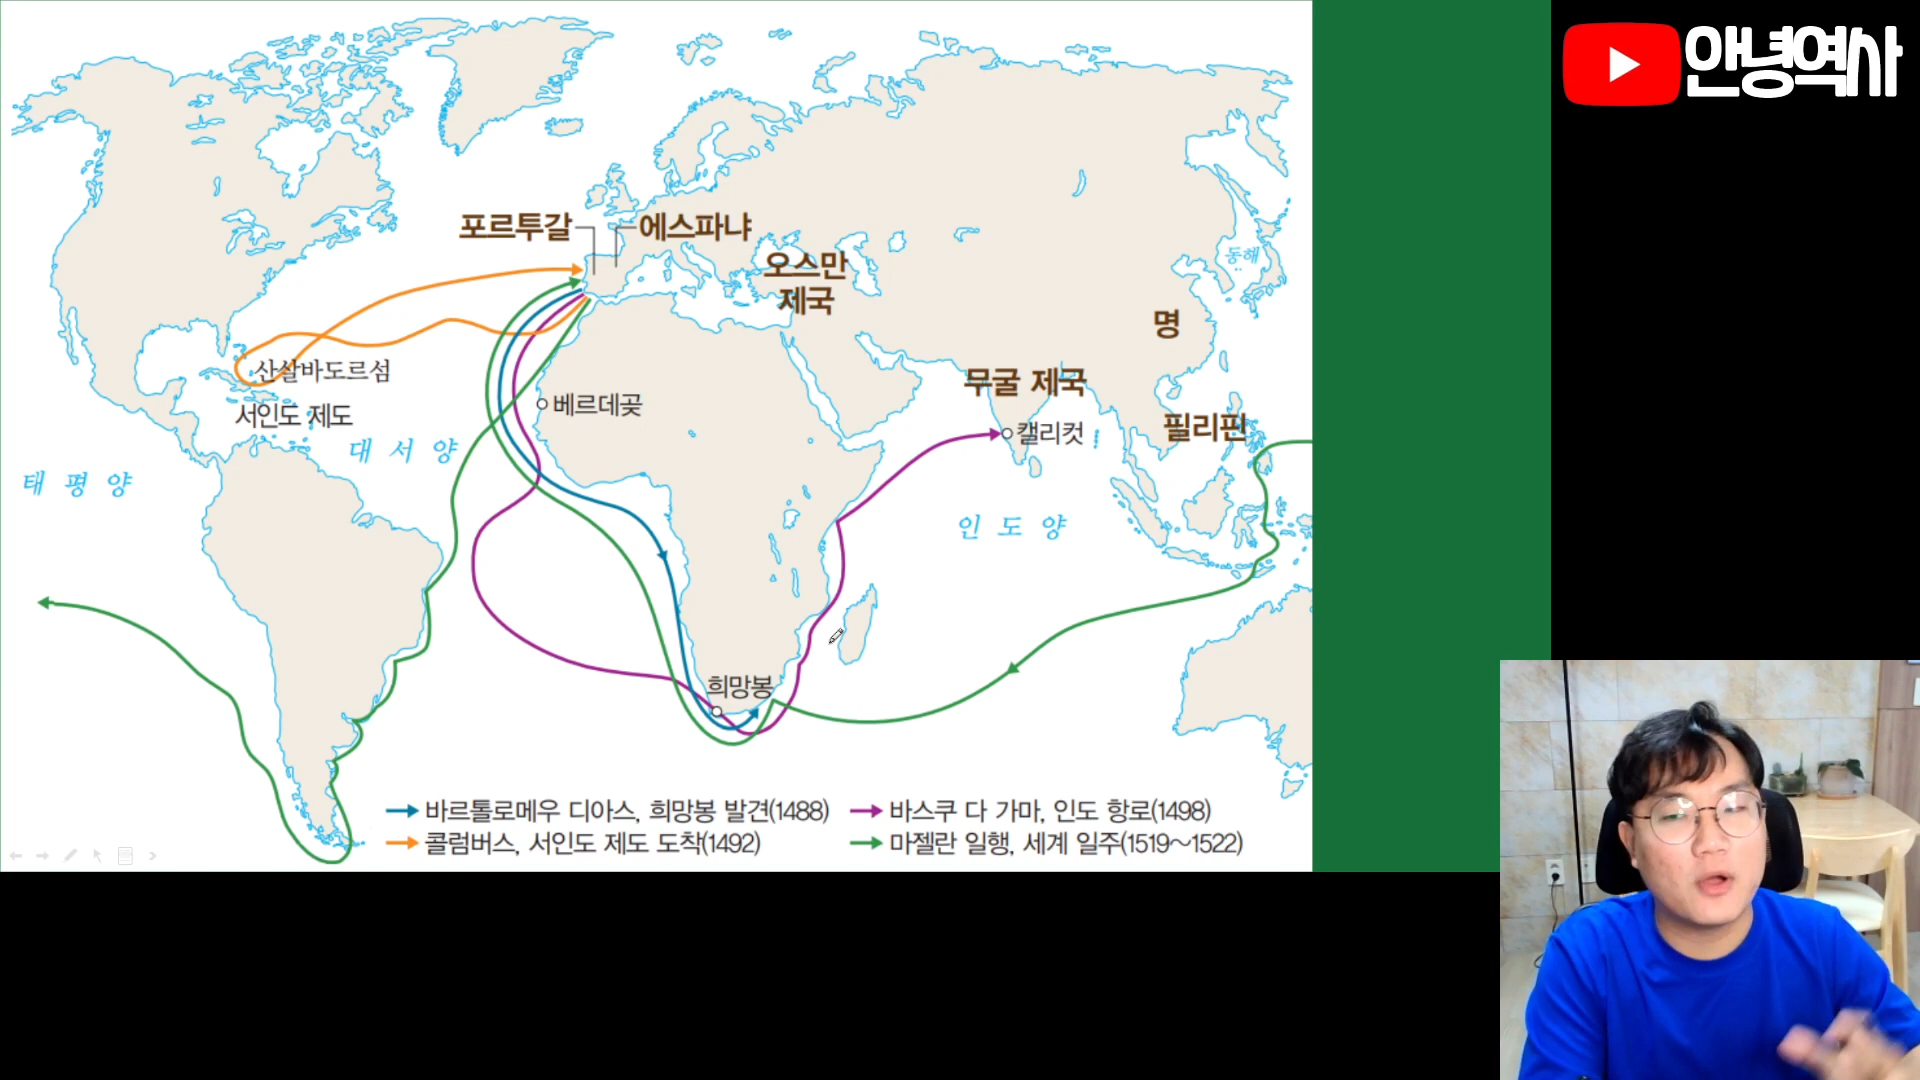 안녕역사
포르투갈
에스파냐
오스만
제국
동해
명
산살바도르섬
무굴 제국
베르데곶
서인도 제도
필리핀
캘리컷
대서양
태평양
인도양
희망봉
바르톨로메우 디아스, 희망봉 발견(1488)
바스쿠 다 가마, 인도 항로(1498)
콜럼버스, 서인도 제도 도착(1492)
마젤란 일행, 세계 일주(1519~1522)